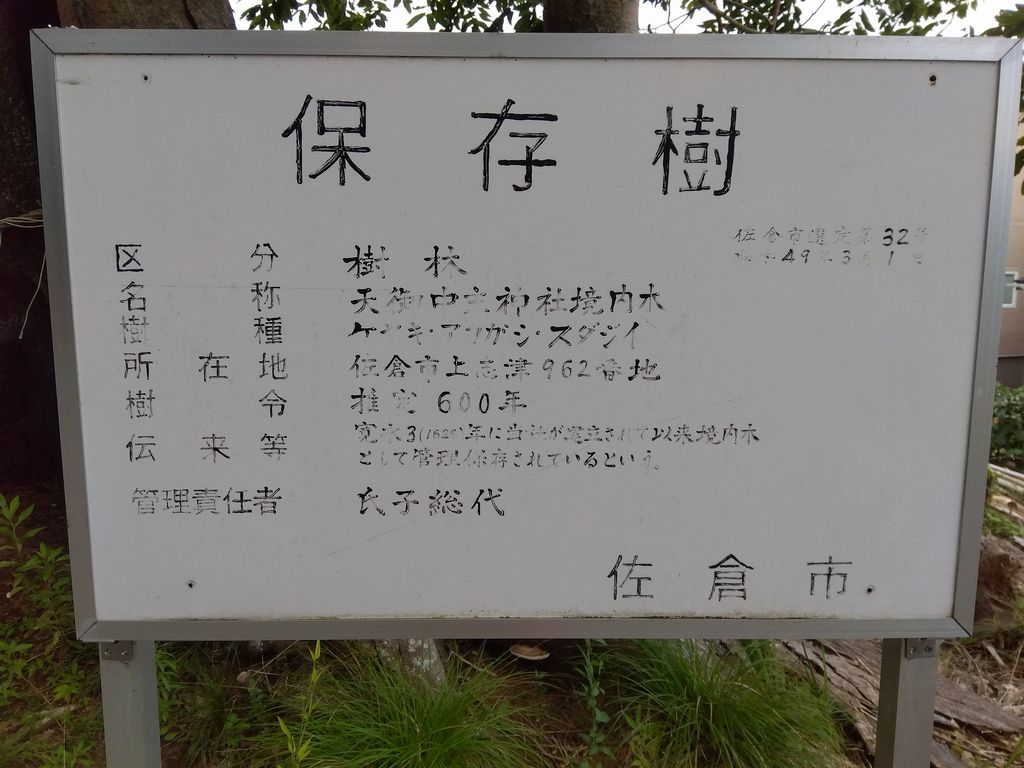 保存樹
佐倉市選定第32号
昭和49年3月1日
区分 樹林
名称 天御中主神社境内木
樹種 ケヤキ・アカガシ・スダジイ
所在地 佐倉市上志津962番地
樹令 推定 600年
伝来等 寛永3(1626)年に当社が建立されて以来境内木
として管理保存されているという。
管理責任者 氏子総代
佐倉市